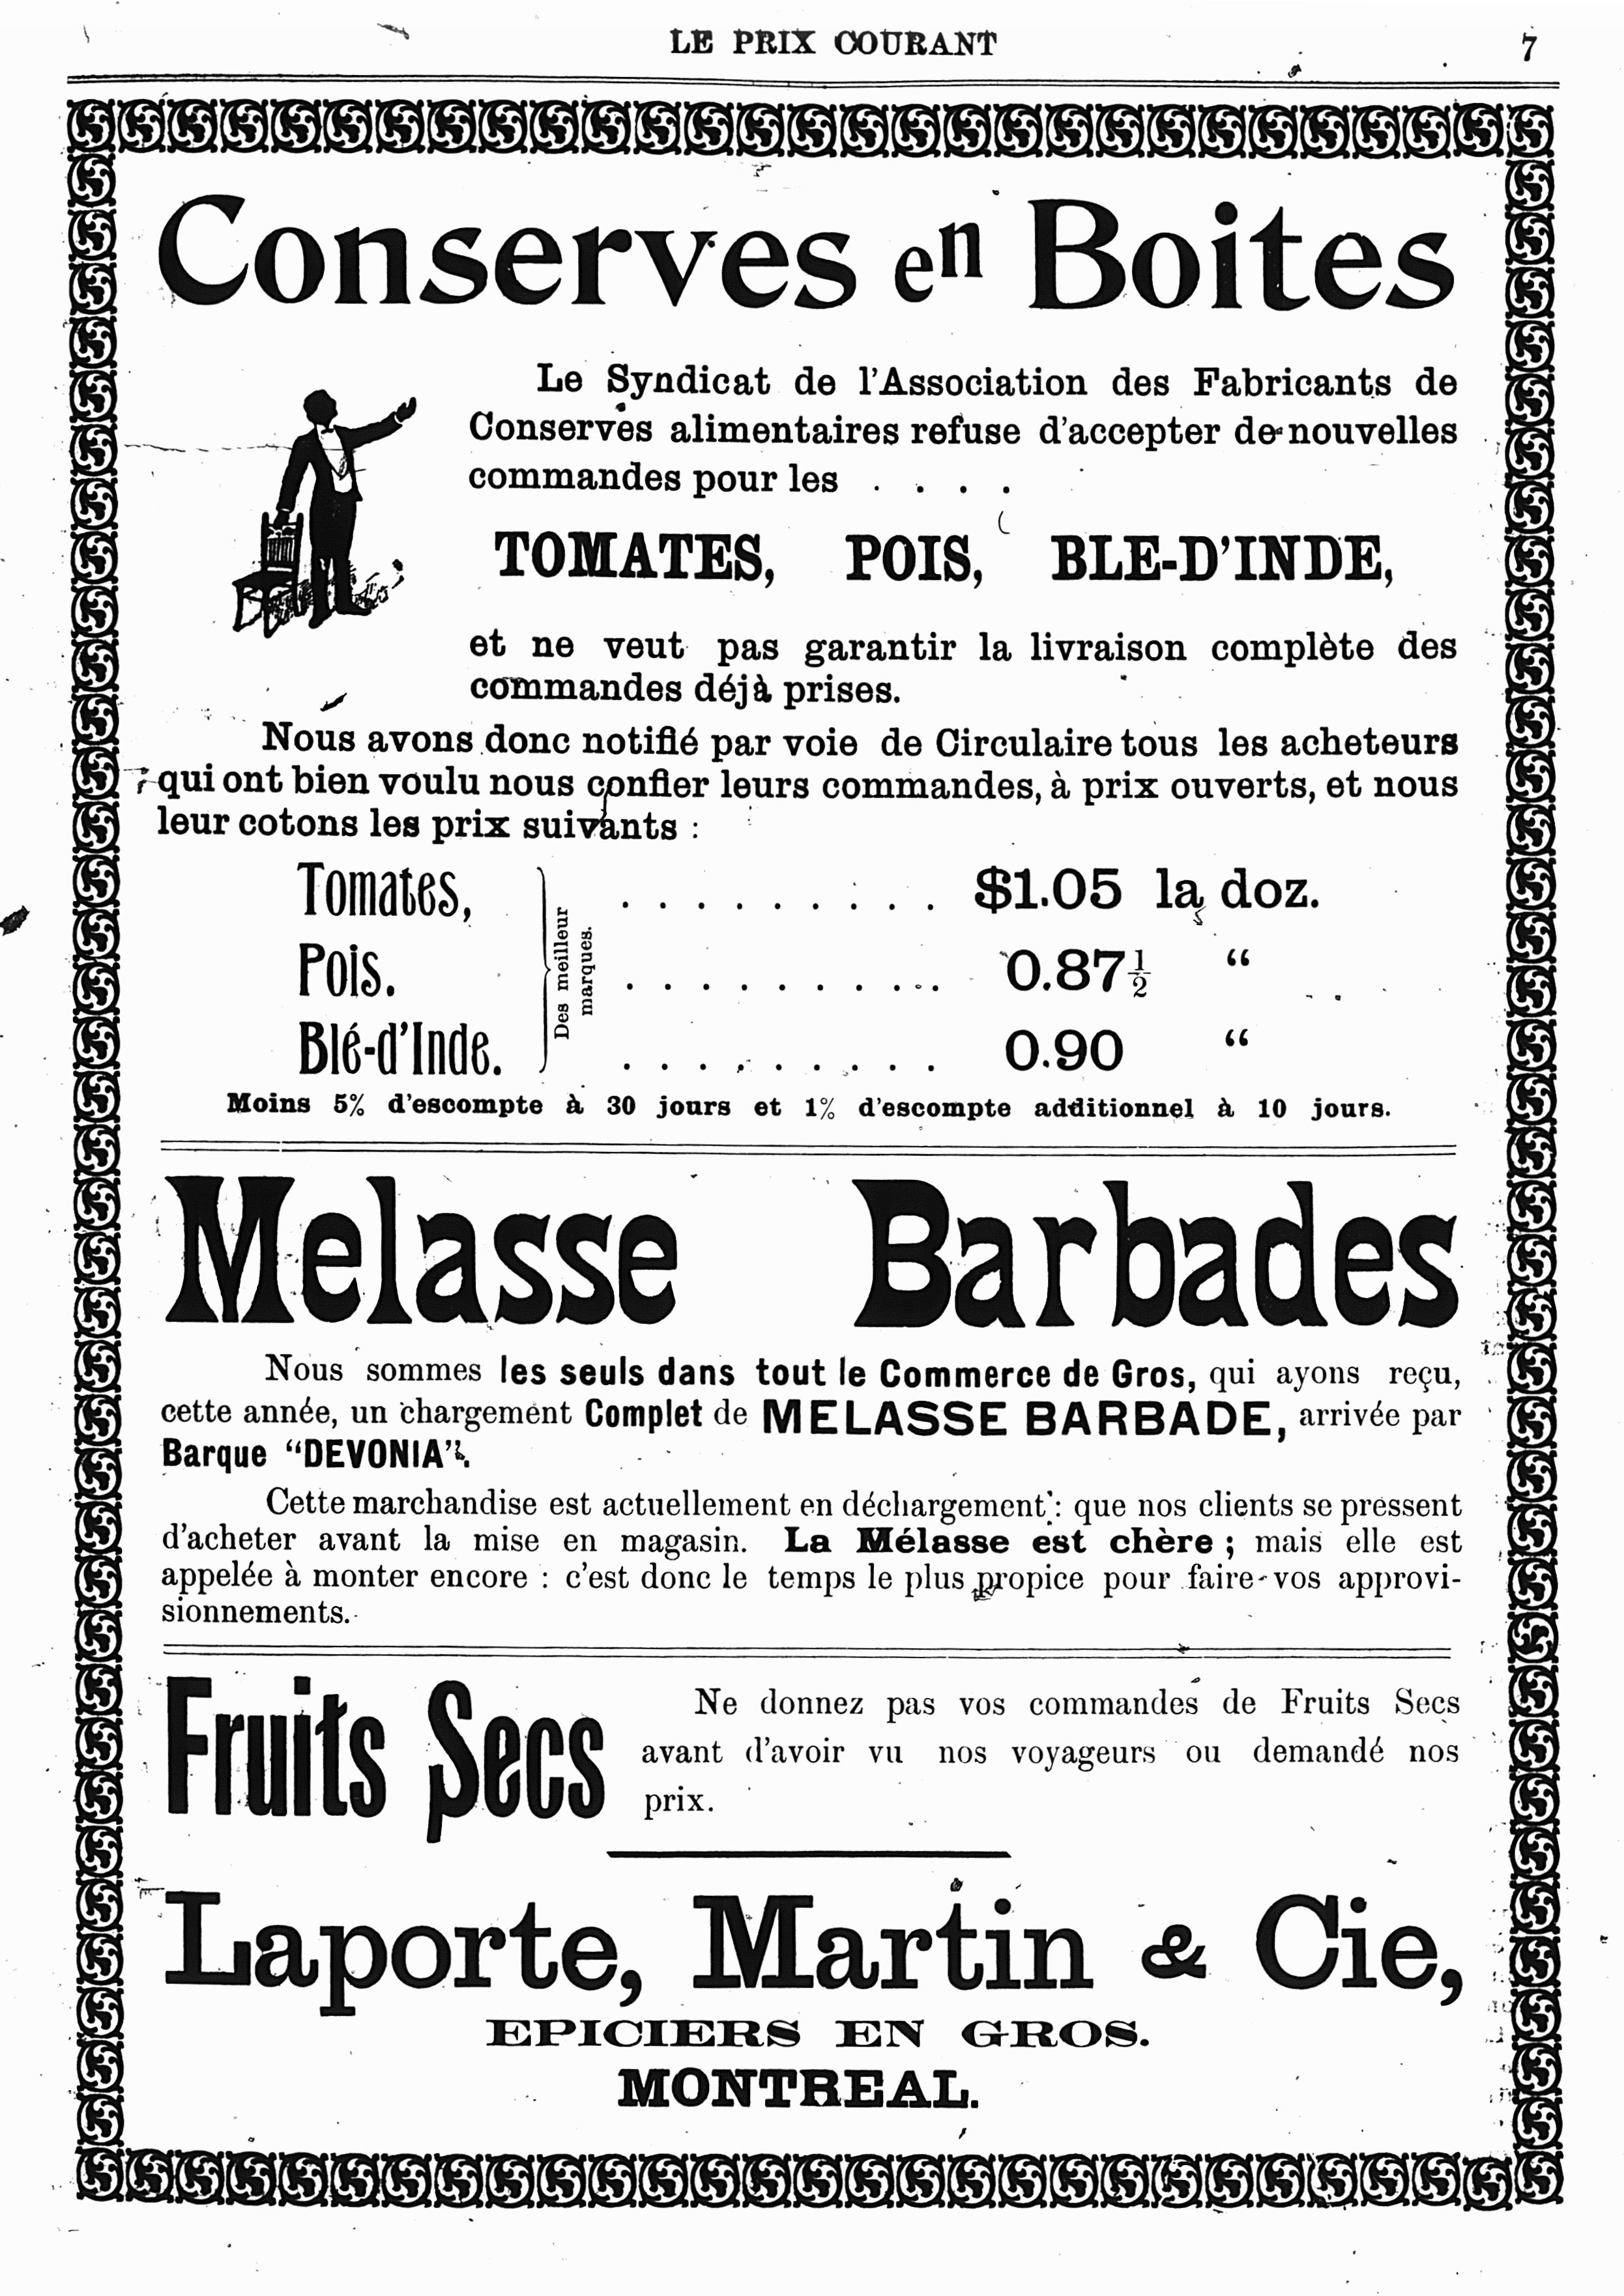 LE PRIX COURANT
7
Conserves en Boites
Le Syndicat de l'Association des Fabricants de
Conserves alimentaires refuse d'accepter de nouvelles
commandes pour les . . . .
TOMATES, POIS, BLE-D'INDE,
et ne veut pas garantir la livraison complète des
commandes déjà prises.
Nous avons donc notifié par voie de Circulaire tous les acheteurs
qui ont bien voulu nous confier leurs commandes, à prix ouverts, et nous
leur cotons les prix suivants :
Tomates, . . . . . . . . . $1.05 la doz.
Pois. . . . . . . . . . 0.87½ “
Blé-d'Inde. . . . . . . . . . 0.90 “
Des meilleur
marques.
Moins 5% d'escompte à 30 jours et 1% d'escompte additionnel à 10 jours.
Melasse Barbades
Nous sommes les seuls dans tout le Commerce de Gros, qui ayons reçu,
cette année, un chargement Complet de MELASSE BARBADE, arrivée par
Barque “DEVONIA”.
Cette marchandise est actuellement en déchargement : que nos clients se pressent
d'acheter avant la mise en magasin. La Mélasse est chère ; mais elle est
appelée à monter encore : c'est donc le temps le plus propice pour faire vos approvi-
sionnements.
Fruits Secs
Ne donnez pas vos commandes de Fruits Secs
avant d'avoir vu nos voyageurs ou demandé nos
prix.
Laporte, Martin & Cie,
EPICIERS EN GROS.
MONTREAL.